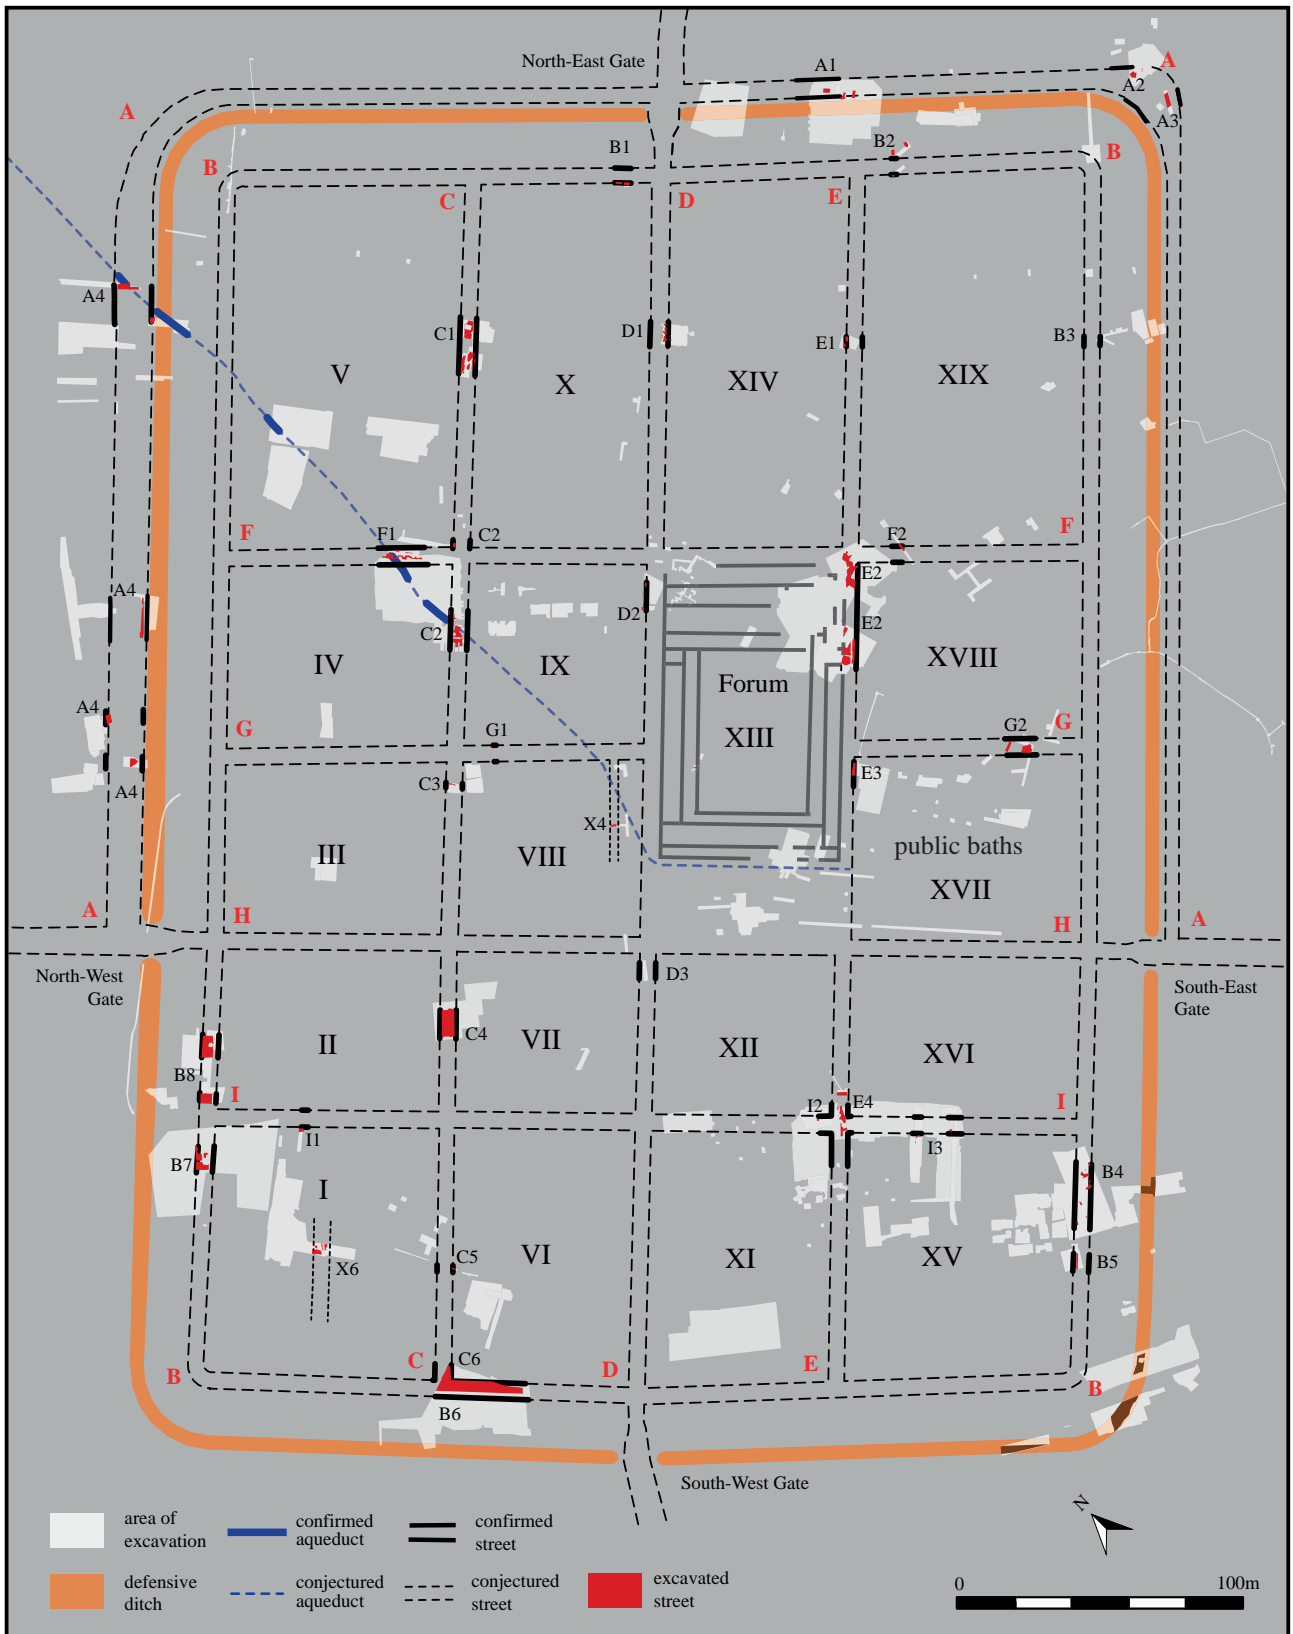 North-East Gate
A1
A
A
A2
A3
B1
B2
B
B
C
D
E
A4
C1
D1
E1
B3
V
X
XIV
XIX
F
F1
C2
F2
F
A4
C2
D2
E2
E2
IV
IX
Forum
XVIII
XIII
A4
G
G1
G2
G
A4
C3
E3
X4
III
VIII
public baths
XVII
A
H
H
A
North-West
Gate
D3
South-East
Gate
II
C4
VII
XII
XVI
B8
I
I2
E4
I
I1
I3
B7
I
B4
X6
C5
VI
XI
XV
B5
B
C
C6
D
E
B
B6
South-West Gate
N
area of
excavation
confirmed
aqueduct
confirmed
street
defensive
ditch
conjectured
aqueduct
conjectured
street
excavated
street
0
100m